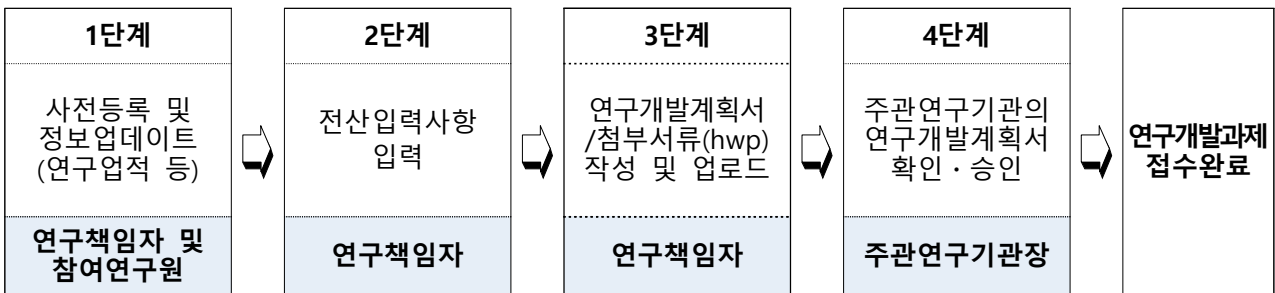 1단계
사전등록 및
정보업데이트
(연구업적 등)
연구책임자 및
참여연구원
2단계
전산입력사항
입력
연구책임자
3단계
연구개발계획서
/첨부서류(hwp)
작성 및 업로드
연구책임자
4단계
주관연구기관의
연구개발계획서
확인·승인
주관연구기관장
연구개발과제
접수완료